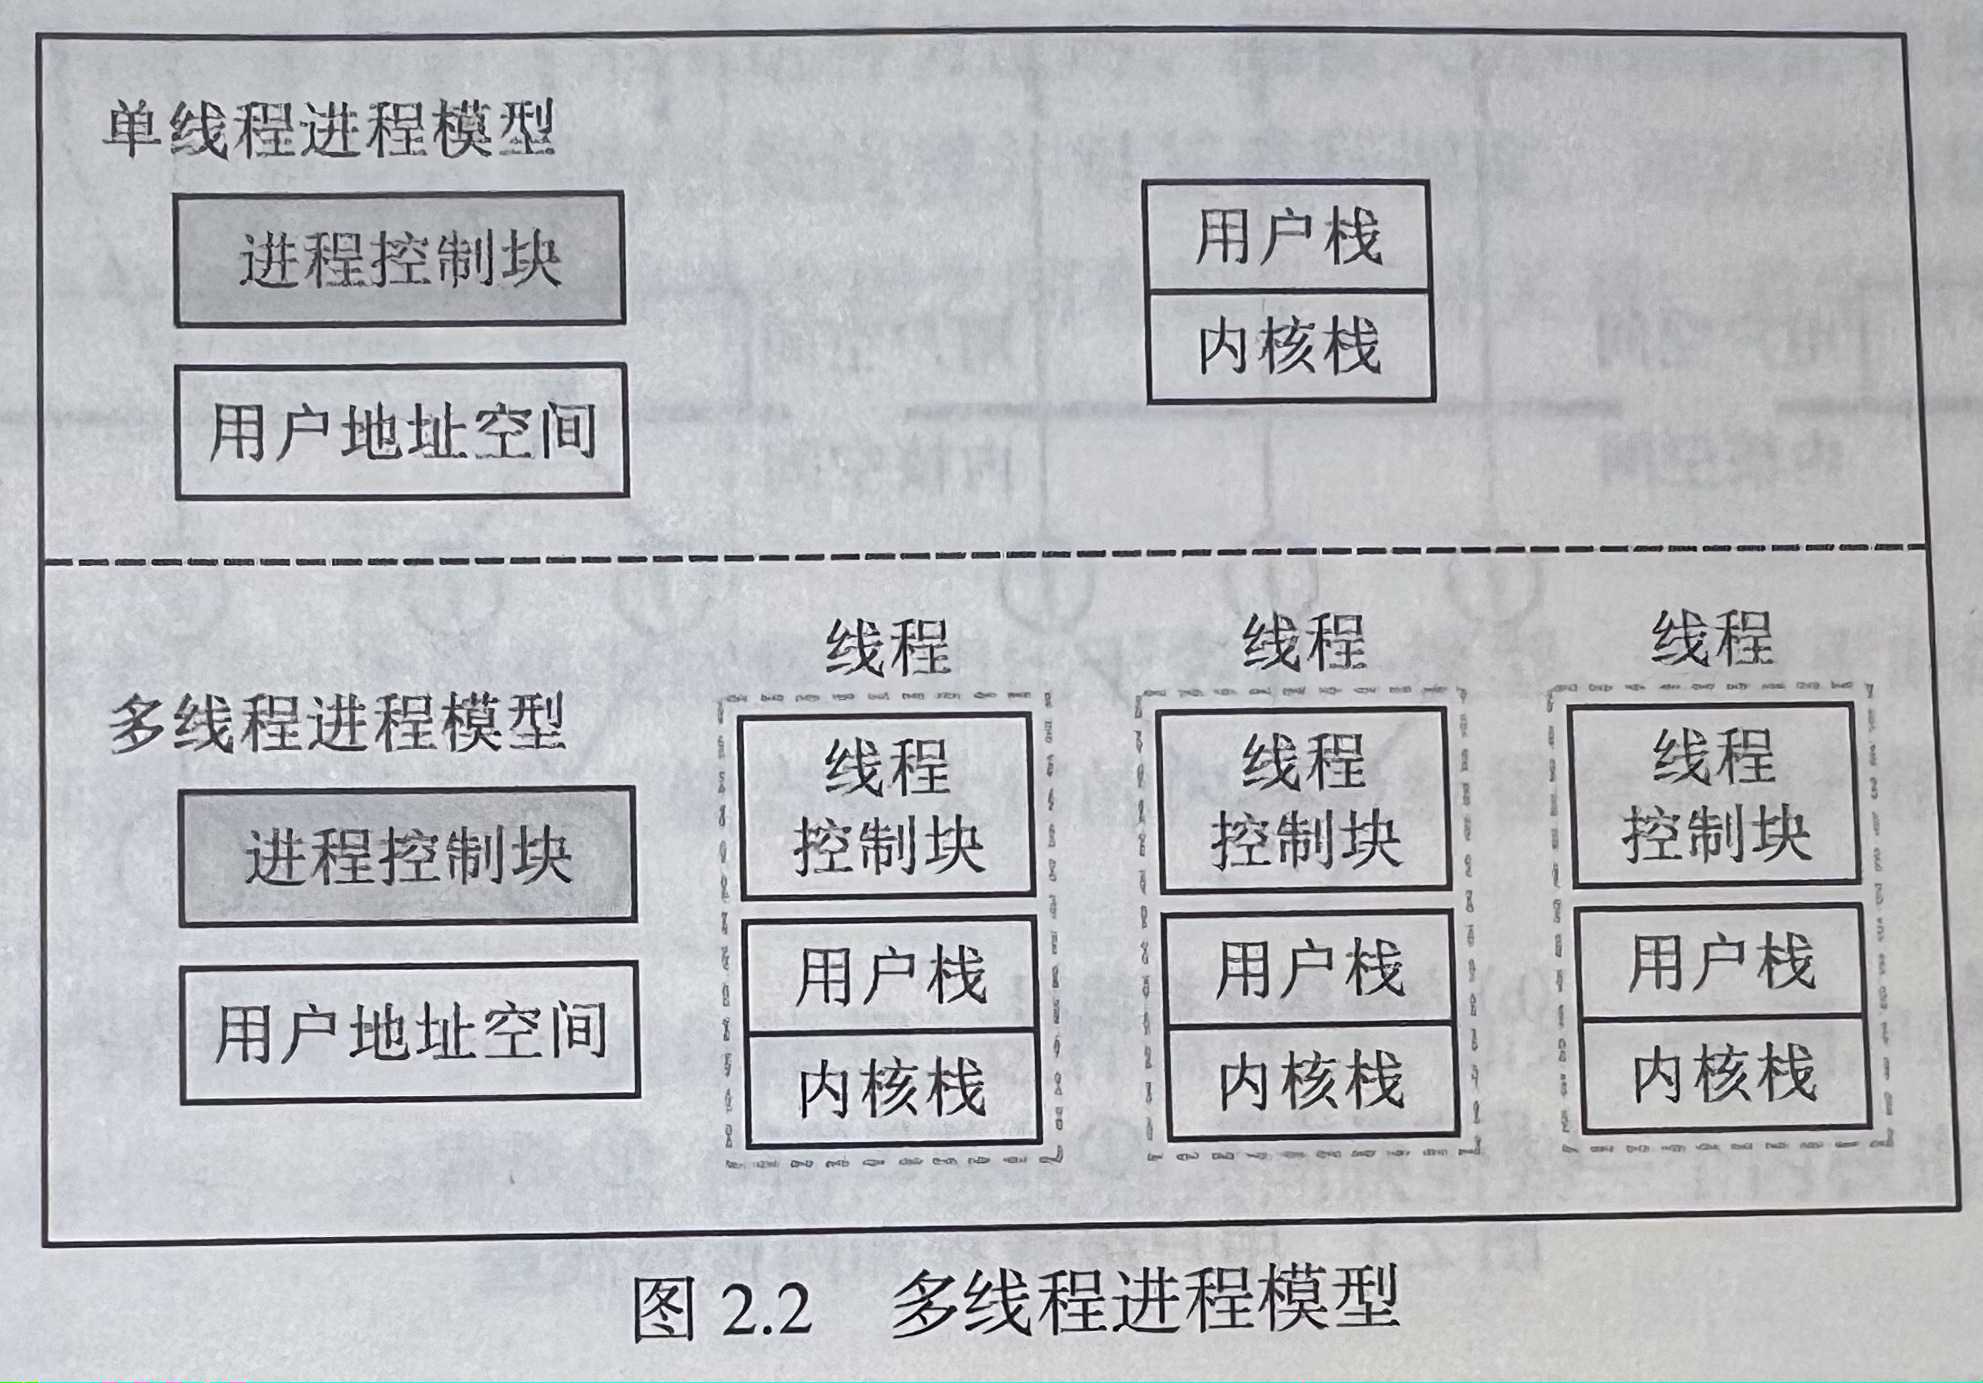 单线程进程模型
进程控制块
用户地址空间
用户栈
内核栈
多线程进程模型
进程控制块
用户地址空间
线程
线程
控制块
用户栈
内核栈
线程
线程
控制块
用户栈
内核栈
线程
线程
控制块
用户栈
内核栈
图 2.2 多线程进程模型